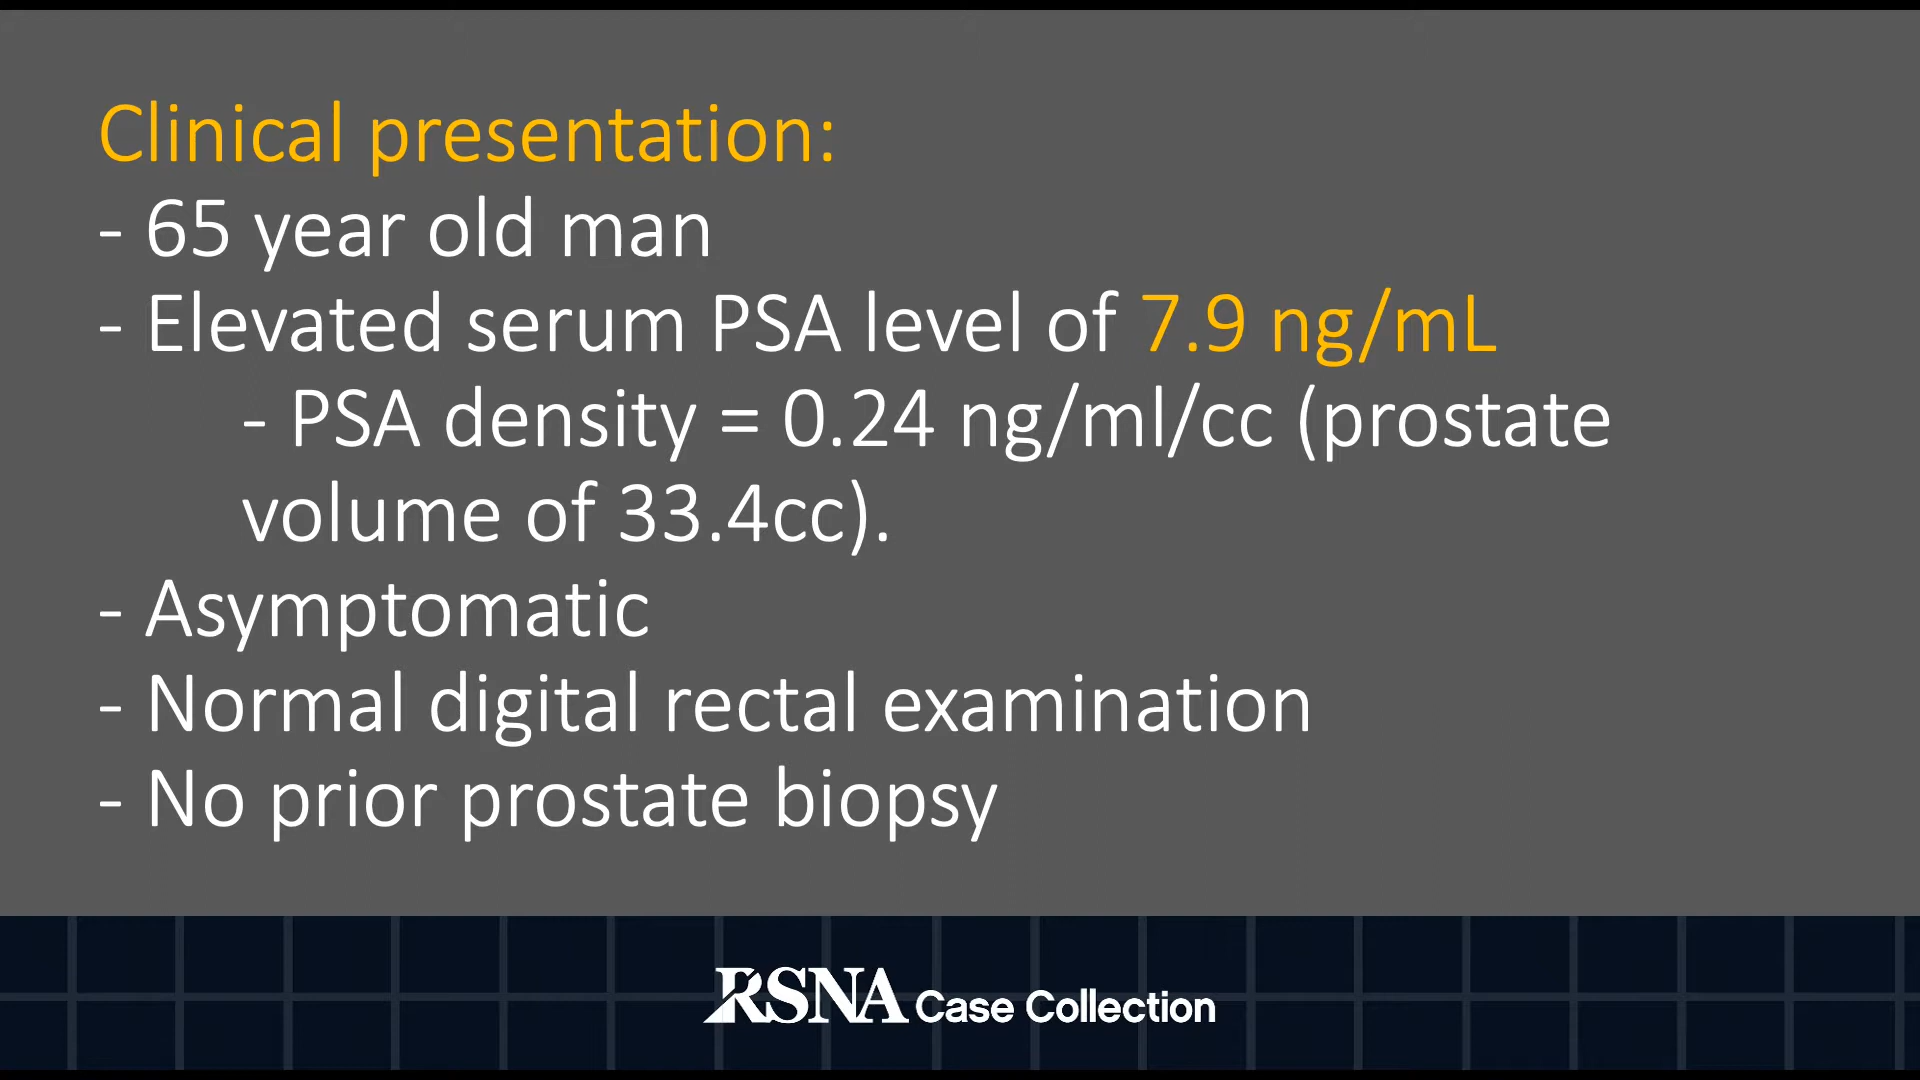 Clinical presentation:
- 65 year old man
- Elevated serum PSA level of 7.9 ng/mL
- PSA density = 0.24 ng/ml/cc (prostate
volume of 33.4cc).
- Asymptomatic
- Normal digital rectal examination
- No prior prostate biopsy
RSNA Case Collection